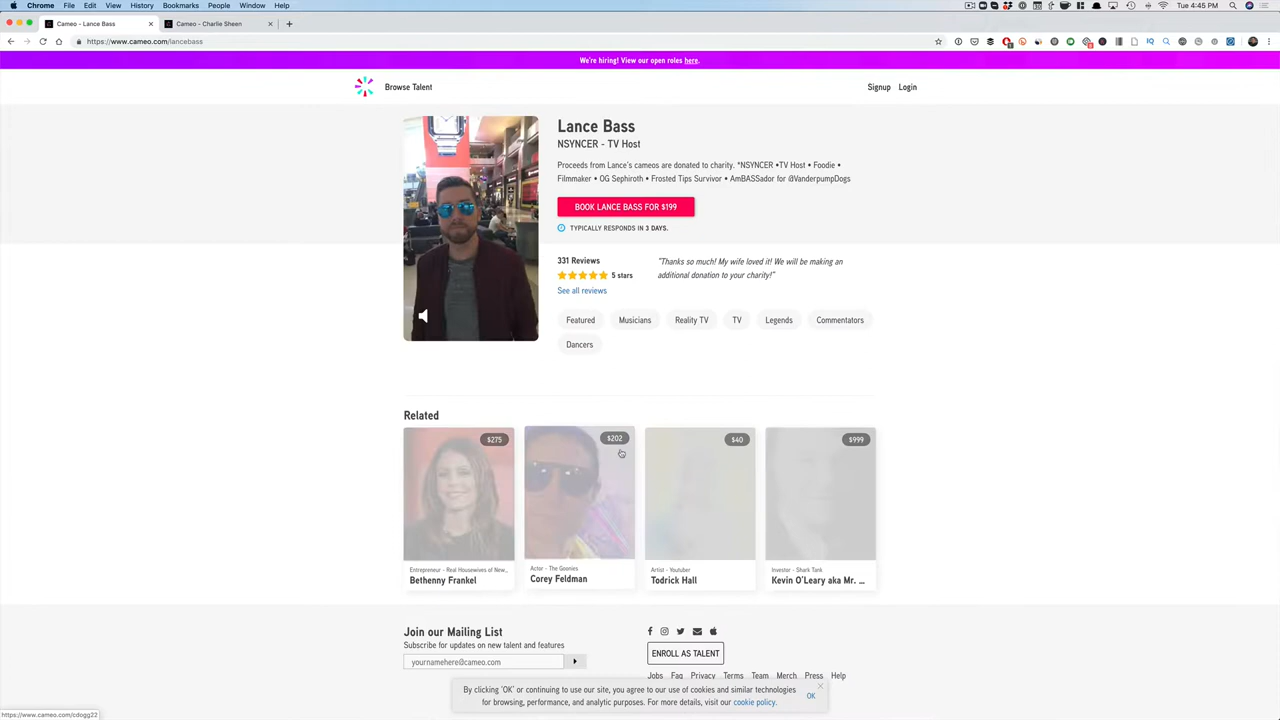 Chrome File Edit View History Bookmarks People Window Help
Tue 4:45 PM
Cameo - Lance Bass
Cameo - Charlie Sheen
https://www.cameo.com/lancebass
We're hiring! View our open roles here.
Browse Talent
Signup Login
Lance Bass
NSYNCER - TV Host
Proceeds from Lance's cameos are donated to charity. *NSYNCER •TV Host • Foodie •
Filmmaker • OG Sephiroth • Frosted Tips Survivor • AmBASSador for @VanderpumpDogs
BOOK LANCE BASS FOR $199
TYPICALLY RESPONDS IN 3 DAYS.
331 Reviews
5 stars
See all reviews
"Thanks so much! My wife loved it! We will be making an
additional donation to your charity!"
Featured Musicians Reality TV TV Legends Commentators
Dancers
Related
$275 $202 $40 $999
Entrepreneur - Real Housewives of New...
Bethenny Frankel
Actor - The Goonies
Corey Feldman
Artist - Youtuber
Todrick Hall
Investor - Shark Tank
Kevin O'Leary aka Mr. ...
Join our Mailing List
Subscribe for updates on new talent and features
yournamehere@cameo.com
ENROLL AS TALENT
Jobs Faq Privacy Terms Team Merch Press Help
By clicking 'OK' or continuing to use our site, you agree to our use of cookies and similar technologies
for browsing, performance, and analytic purposes. For more details, visit our cookie policy.
OK
https://www.cameo.com/cdogg22